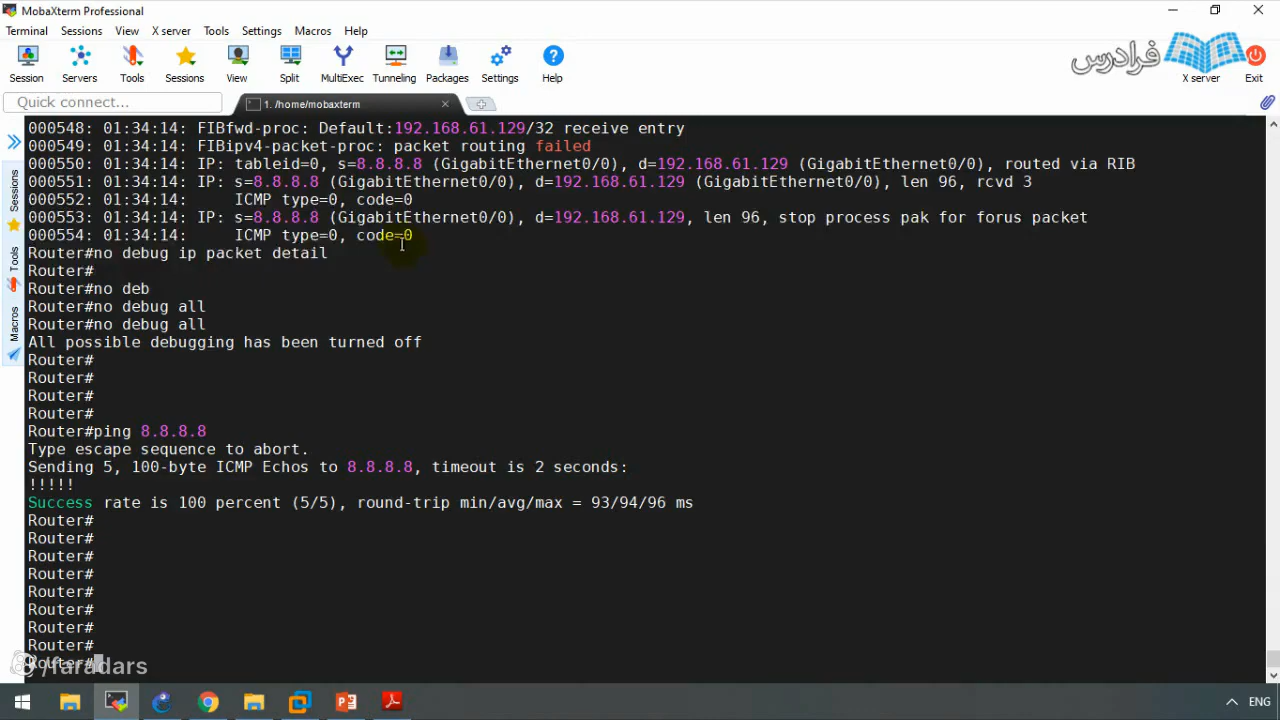 MobaXterm Professional
Terminal Sessions View X server Tools Settings Macros Help
Session Servers Tools Sessions View Split MultiExec Tunneling Packages Settings Help X server Exit
فرادرس
Quick connect...
1. /home/mobaxterm
Sessions
Tools
Macros
000548: 01:34:14: FIBfwd-proc: Default:192.168.61.129/32 receive entry
000549: 01:34:14: FIBipv4-packet-proc: packet routing failed
000550: 01:34:14: IP: tableid=0, s=8.8.8.8 (GigabitEthernet0/0), d=192.168.61.129 (GigabitEthernet0/0), routed via RIB
000551: 01:34:14: IP: s=8.8.8.8 (GigabitEthernet0/0), d=192.168.61.129 (GigabitEthernet0/0), len 96, rcvd 3
000552: 01:34:14:     ICMP type=0, code=0
000553: 01:34:14: IP: s=8.8.8.8 (GigabitEthernet0/0), d=192.168.61.129, len 96, stop process pak for forus packet
000554: 01:34:14:     ICMP type=0, code=0
Router#no debug ip packet detail
Router#
Router#no deb
Router#no debug all
Router#no debug all
All possible debugging has been turned off
Router#
Router#
Router#
Router#
Router#ping 8.8.8.8
Type escape sequence to abort.
Sending 5, 100-byte ICMP Echos to 8.8.8.8, timeout is 2 seconds:
!!!!!
Success rate is 100 percent (5/5), round-trip min/avg/max = 93/94/96 ms
Router#
Router#
Router#
Router#
Router#
Router#
Router#
Router#
Router#
/faradars
ENG